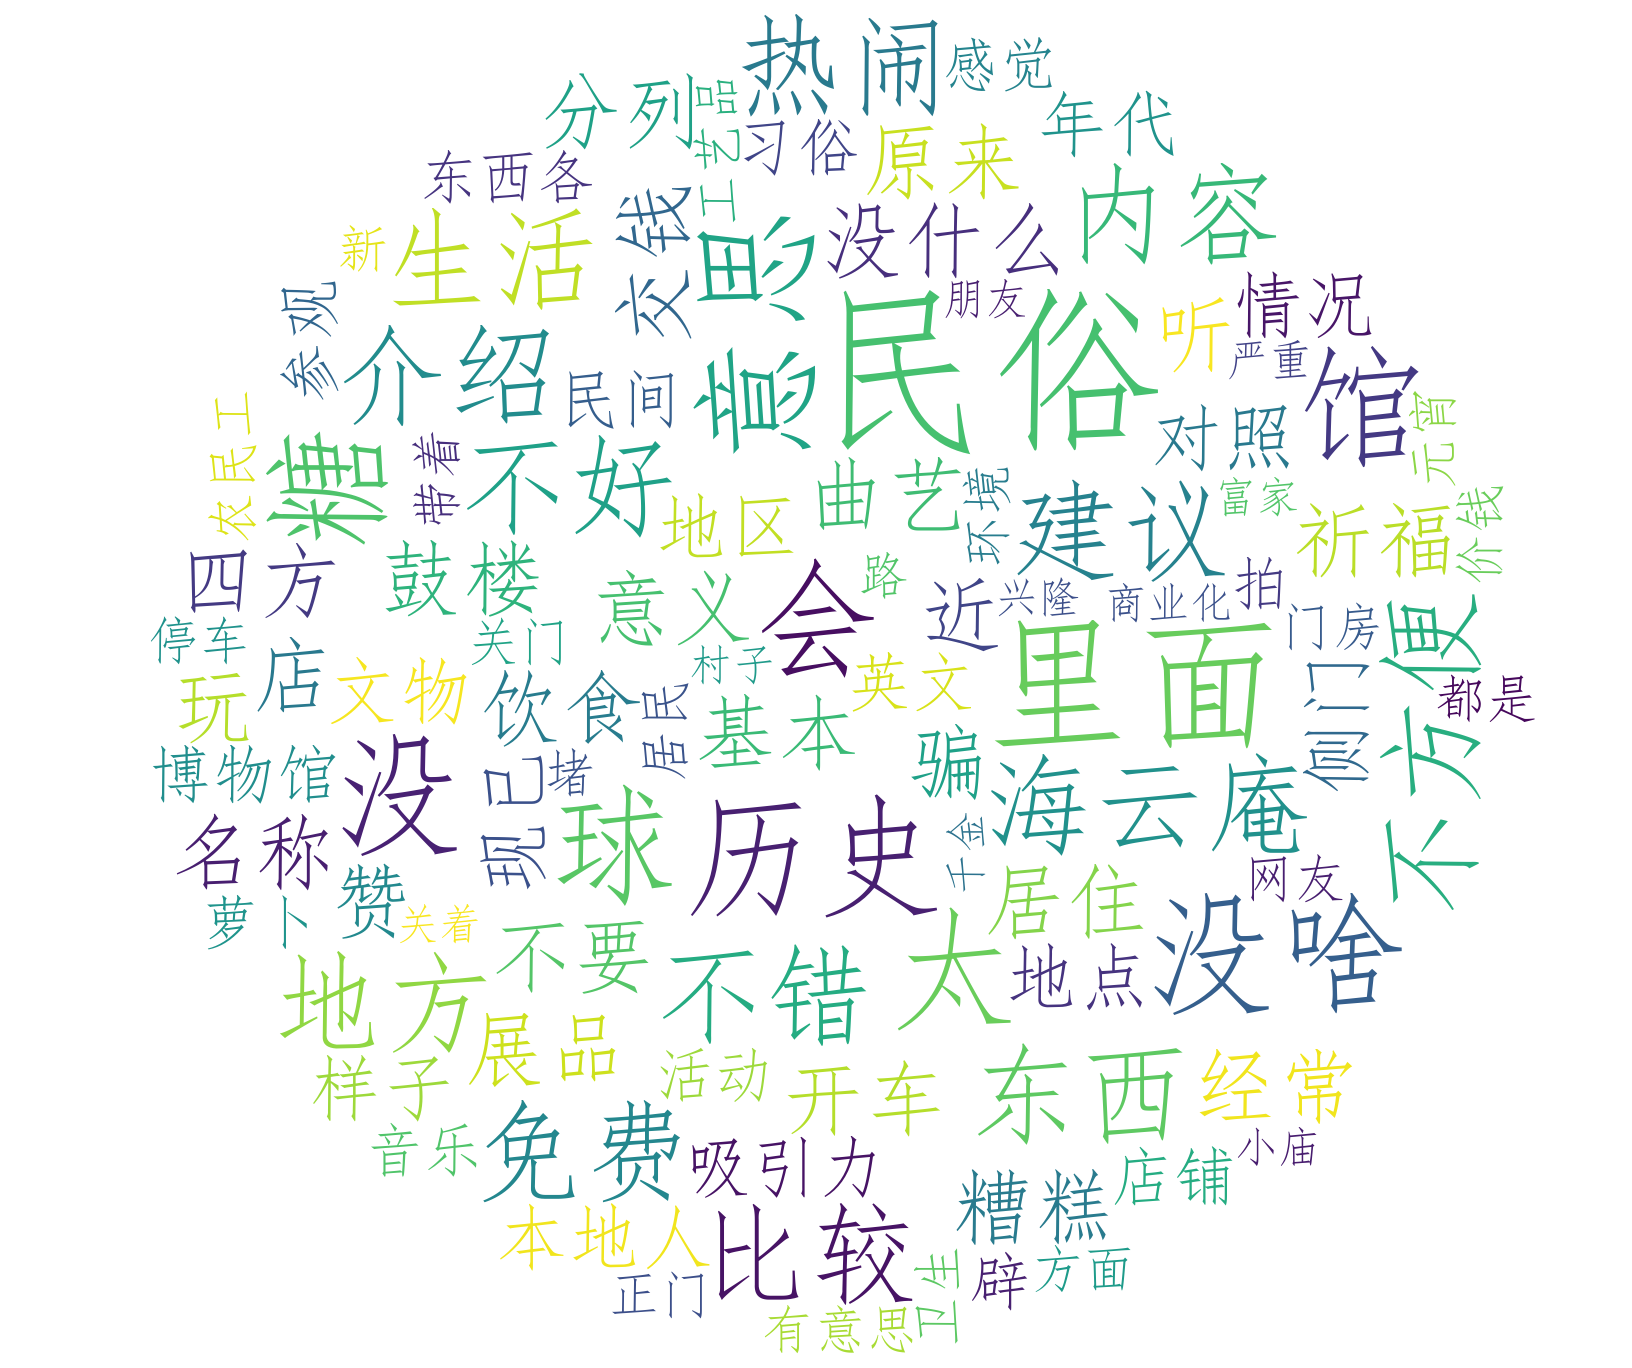 热闹
感觉
分列
工艺品
年代
习俗
原来
东西各
内容
交钱
没什么
生活
意思
新
情况
朋友
参观
民俗
听
介绍
严重
馆
民间
农民工
元宵
对照
糖
带着
不好
曲艺
环境
地区
建议
富家
价钱
祈福
四方
鼓楼
意义
会
路
近
兴隆
商业化
拍
门房
停车
店
关门
村子
里面
不方便
侧门
都是
玩
文物
饮食
居民
英文
基本
博物馆
没
现已
堵
球
骗
海云庵
历史
名称
千金
网友
萝卜
赞
关着
居住
不要
太
地点
没啥
地方
不错
展品
样子
活动
开车
东西
经常
音乐
免费
吸引力
小庙
店铺
糟糕
本地人
比较
卫生
辟
方面
正门
有意思